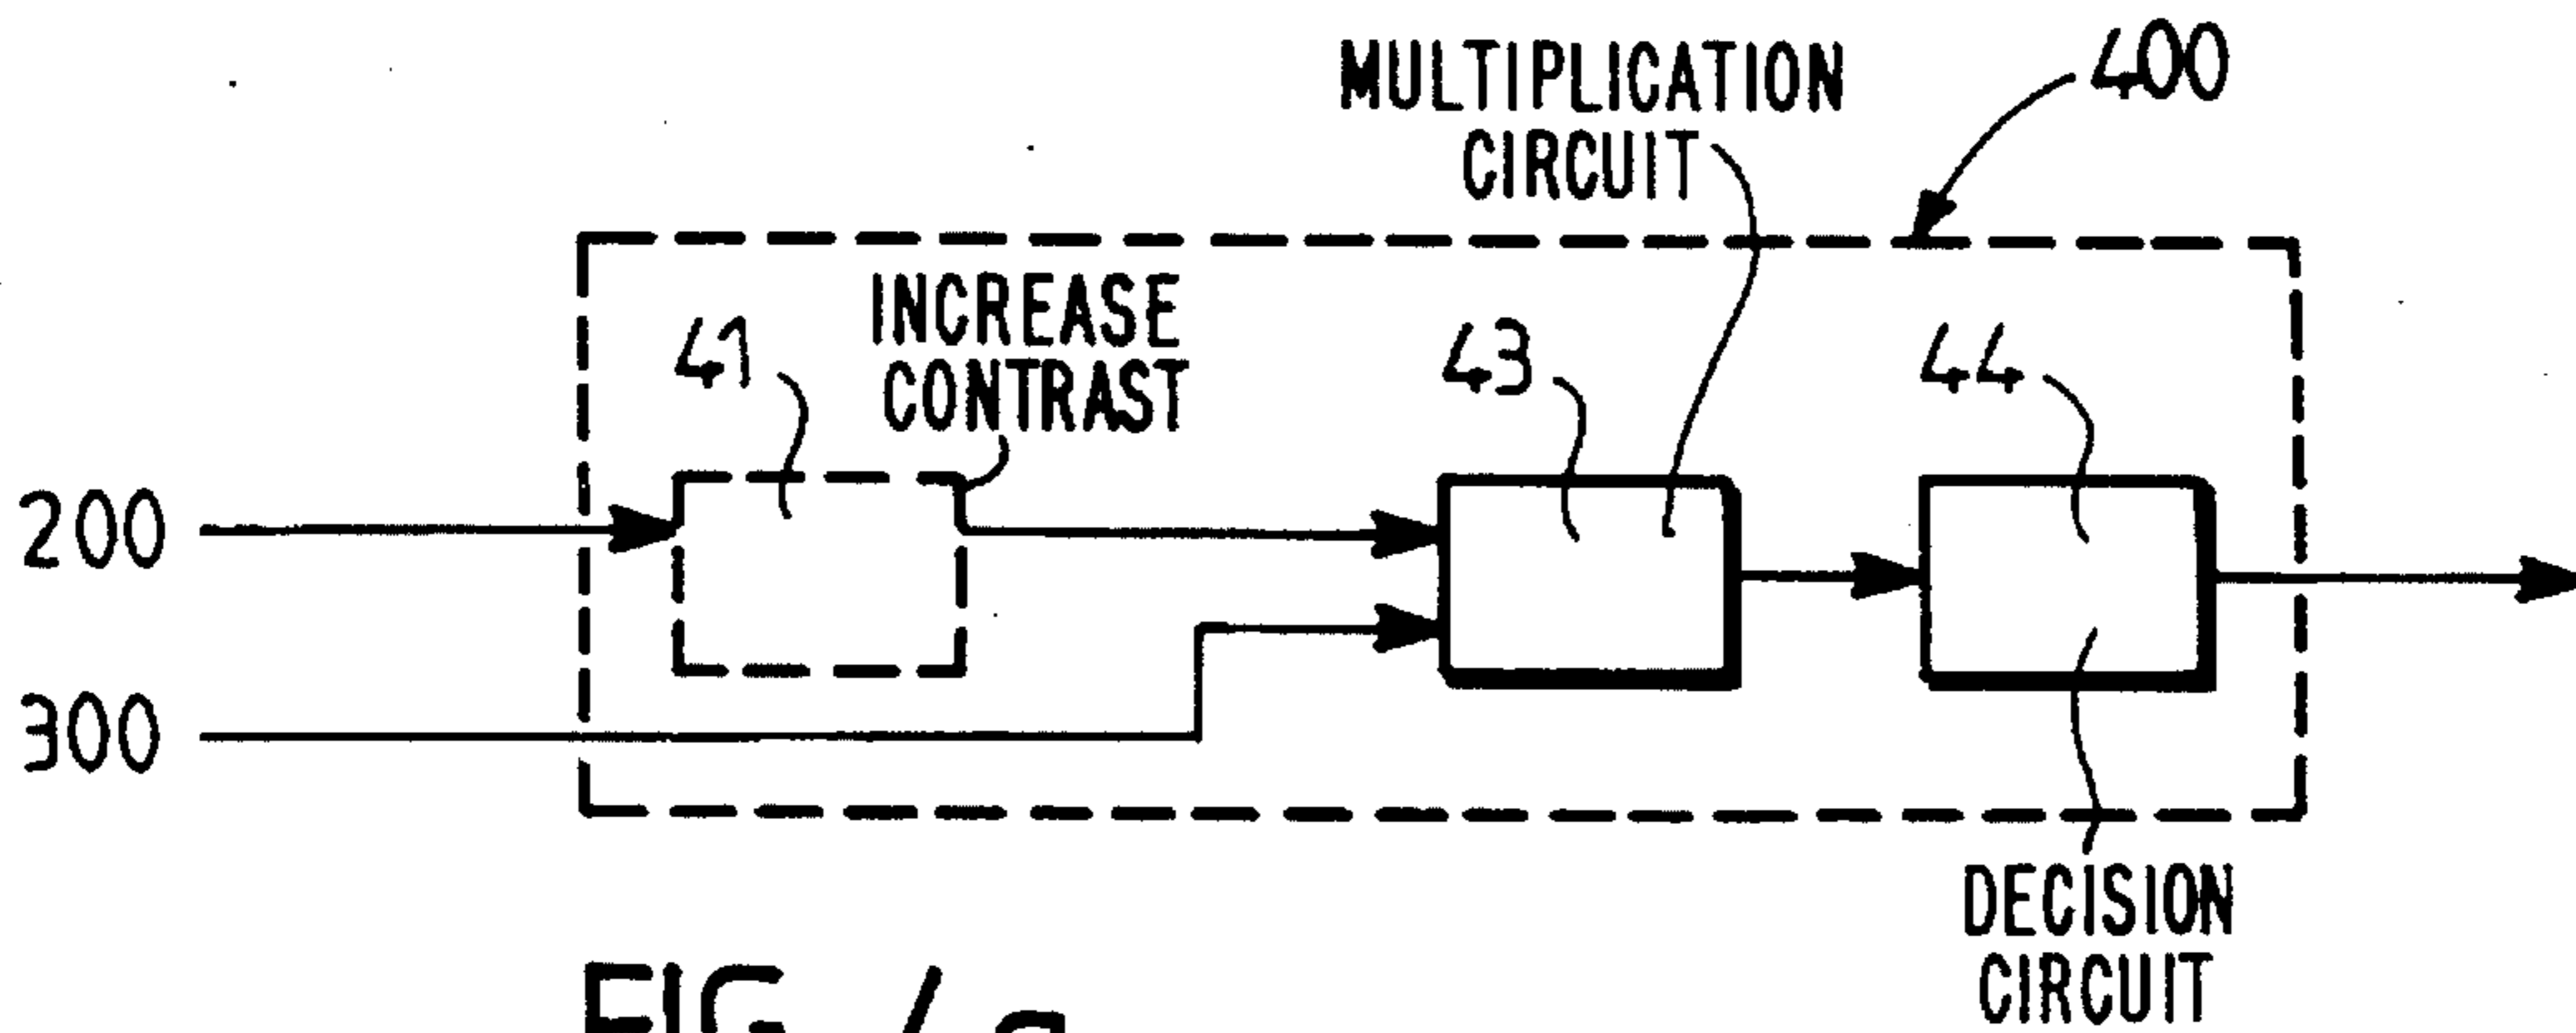 MULTIPLICATION
CIRCUIT
400
INCREASE
CONTRAST
41
43
44
200
300
DECISION
CIRCUIT